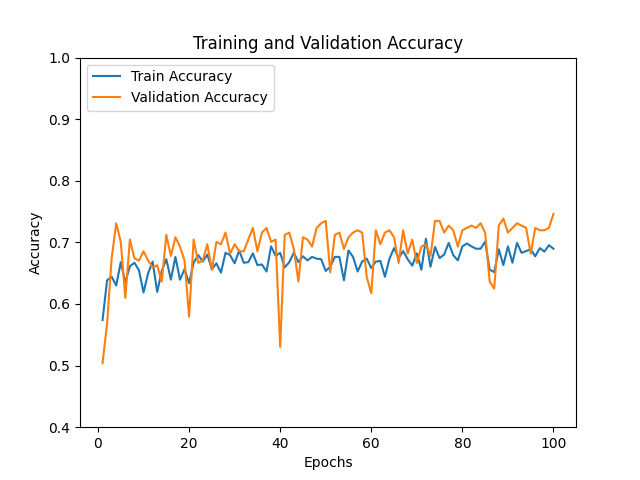 Training and Validation Accuracy
Train Accuracy
Validation Accuracy
1.0
0.9
0.8
0.7
0.6
0.5
0.4
Accuracy
0 20 40 60 80 100
Epochs